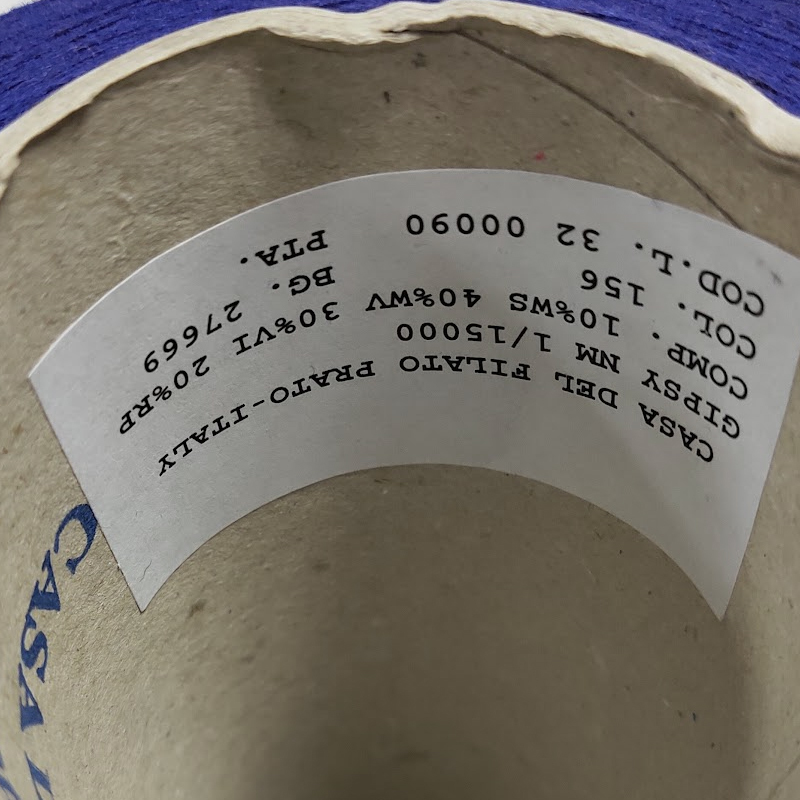 CASA DEL FILATO PRATO-ITALY
GIPSY NM 1/15000
COMP. 10%WS 40%WV 30%VI 20%RP
COL. 156 BG. 27669
COD.L. 32 00090 PTA.
CASA